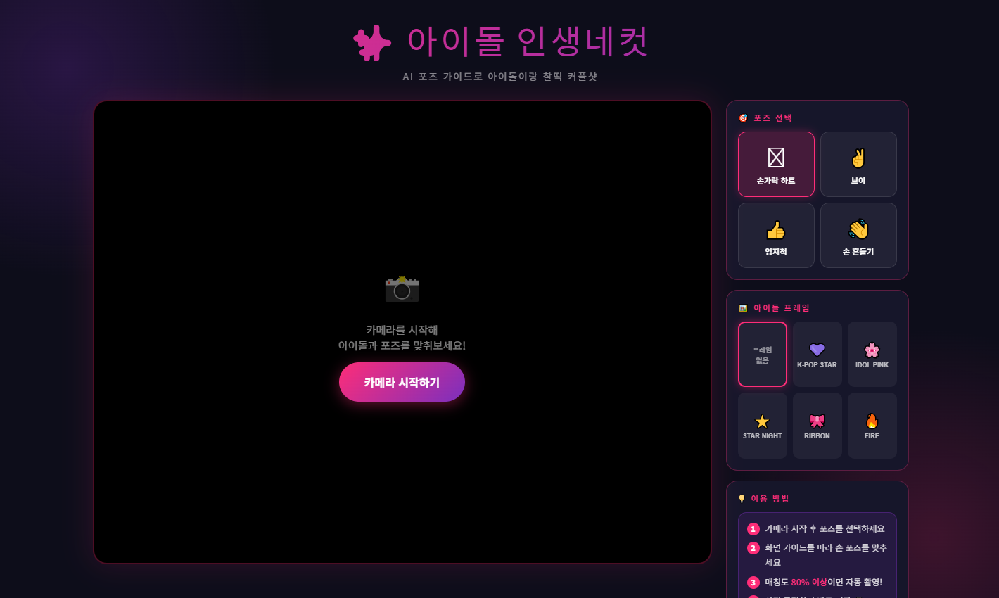 아이돌 인생네컷
AI 포즈 가이드로 아이돌이랑 찰떡 커플샷
카메라를 시작해
아이돌과 포즈를 맞춰보세요!
카메라 시작하기
포즈 선택
손가락 하트
브이
엄지척
손 흔들기
아이돌 프레임
프레임
없음
K-POP STAR
IDOL PINK
STAR NIGHT
RIBBON
FIRE
이용 방법
1 카메라 시작 후 포즈를 선택하세요
2 화면 가이드를 따라 손 포즈를 맞추
세요
3 매칭도 80% 이상이면 자동 촬영!